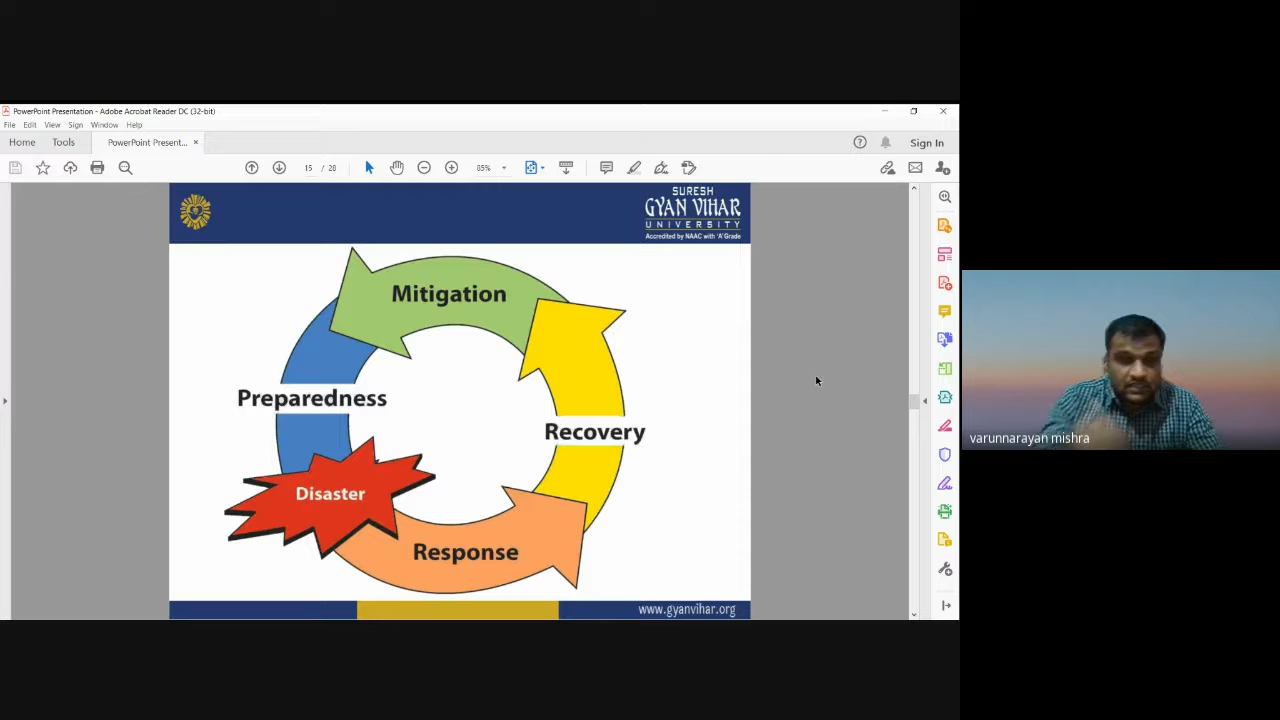 PowerPoint Presentation - Adobe Acrobat Reader DC (32-bit)
File Edit View Sign Window Help
Home Tools PowerPoint Present... × Sign In
15 / 28 85%
SURESH
GYAN VIHAR
UNIVERSITY
Accredited by NAAC with 'A' Grade
Mitigation
Preparedness
Recovery
Disaster
Response
www.gyanvihar.org
varunnarayan mishra